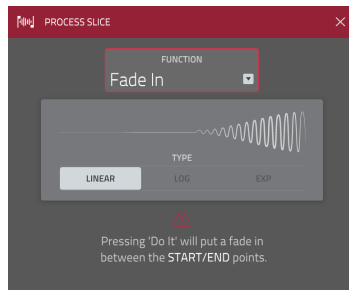 PROCESS SLICE
FUNCTION
Fade In
TYPE
LINEAR LOG EXP
Pressing 'Do It' will put a fade in
between the START/END points.